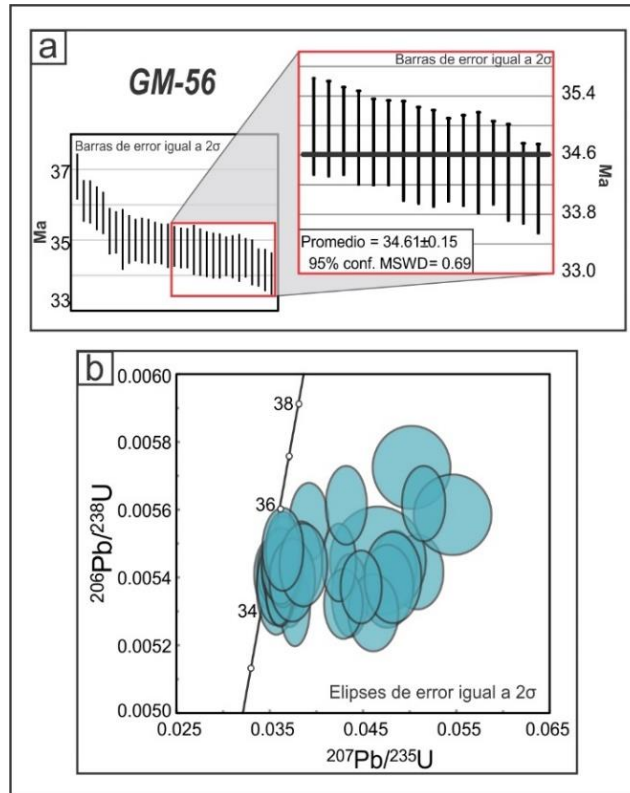 a
GM-56
Barras de error igual a 2σ
37
35
33
Ma
Barras de error igual a 2σ
35.4
34.6
33.8
33.0
Ma
Promedio = 34.61±0.15
95% conf. MSWD= 0.69
b
0.0060
0.0058
0.0056
0.0054
0.0052
0.0050
206Pb/238U
38
36
34
Elipses de error igual a 2σ
0.025
0.035
0.045
0.055
0.065
207Pb/235U